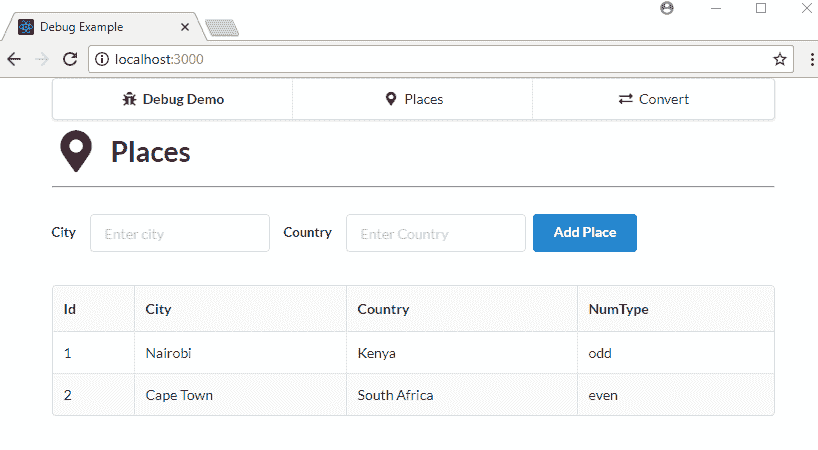 Debug Example
localhost:3000
Debug Demo Places Convert
Places
City Enter city Country Enter Country Add Place
Id City Country NumType
1 Nairobi Kenya odd
2 Cape Town South Africa even